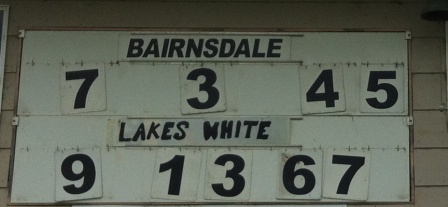 BAIRNSDALE
7 3 45
LAKES WHITE
9 13 67